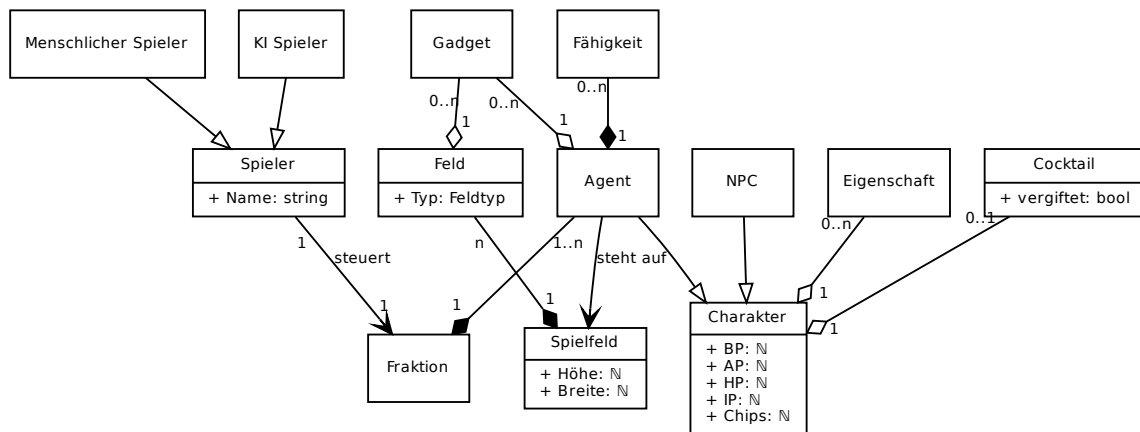 Menschlicher Spieler
KI Spieler
Gadget
Fähigkeit
0..n
0..n
0..n
1
1
1
Spieler
+ Name: string
Feld
+ Typ: Feldtyp
Agent
NPC
Eigenschaft
Cocktail
+ vergiftet: bool
1
steuert
1
n
1
1..n
1
steht auf
0..n
1
0..1
1
Fraktion
Spielfeld
+ Höhe: ℕ
+ Breite: ℕ
Charakter
+ BP: ℕ
+ AP: ℕ
+ HP: ℕ
+ IP: ℕ
+ Chips: ℕ